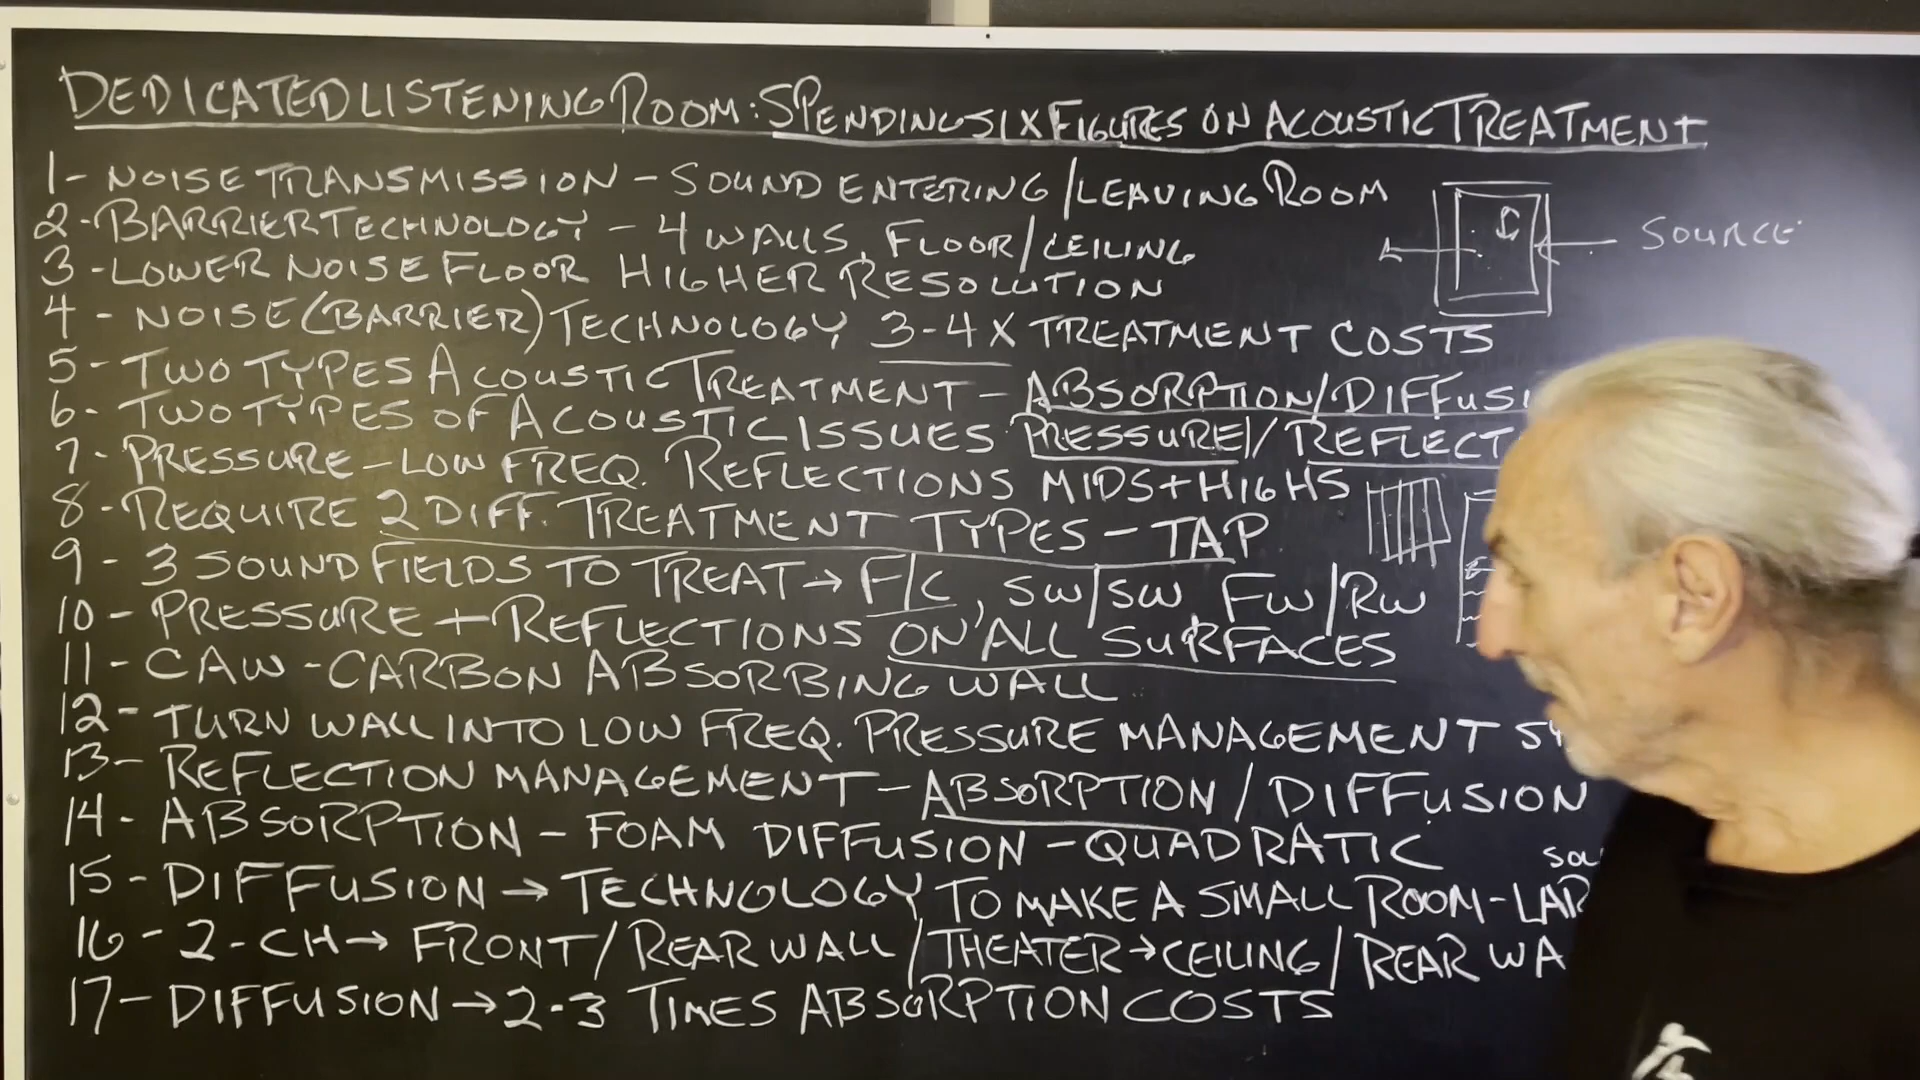 DEDICATED LISTENING ROOM: SPENDING SIX FIGURES ON ACOUSTIC TREATMENT
1- NOISE TRANSMISSION - SOUND ENTERING/LEAVING ROOM
SOURCE
2- BARRIER TECHNOLOGY - 4 WALLS, FLOOR/CEILING
3- LOWER NOISE FLOOR HIGHER RESOLUTION
4- NOISE (BARRIER) TECHNOLOGY 3-4X TREATMENT COSTS
5- TWO TYPES ACOUSTIC TREATMENT - ABSORPTION/DIFFUSI
6- TWO TYPES OF ACOUSTIC ISSUES PRESSURE/REFLECT
7- PRESSURE - LOW FREQ. REFLECTIONS MIDS + HIGHS
8- REQUIRE 2 DIFF. TREATMENT TYPES - TAP
9- 3 SOUND FIELDS TO TREAT → F/C, SW/SW, FW/RW
10- PRESSURE + REFLECTIONS ON ALL SURFACES
11- CAW - CARBON ABSORBING WALL
12- TURN WALL INTO LOW FREQ. PRESSURE MANAGEMENT SY
13- REFLECTION MANAGEMENT - ABSORPTION/DIFFUSION
14- ABSORPTION - FOAM DIFFUSION - QUADRATIC
SOU
15- DIFFUSION → TECHNOLOGY TO MAKE A SMALL ROOM - LAR
16- 2-CH → FRONT/REAR WALL/THEATER → CEILING/REAR WA
17- DIFFUSION → 2-3 TIMES ABSORPTION COSTS